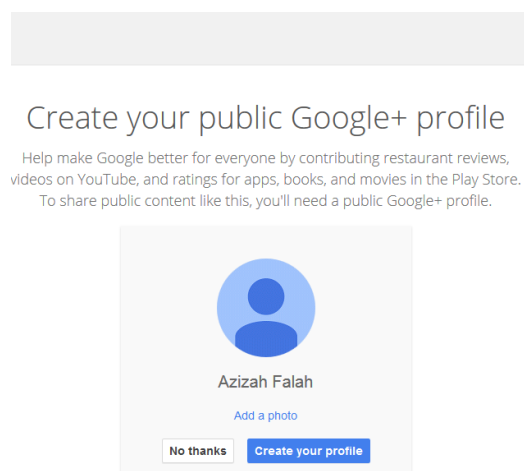 Create your public Google+ profile
Help make Google better for everyone by contributing restaurant reviews,
videos on YouTube, and ratings for apps, books, and movies in the Play Store.
To share public content like this, you'll need a public Google+ profile.
Azizah Falah
Add a photo
No thanks Create your profile